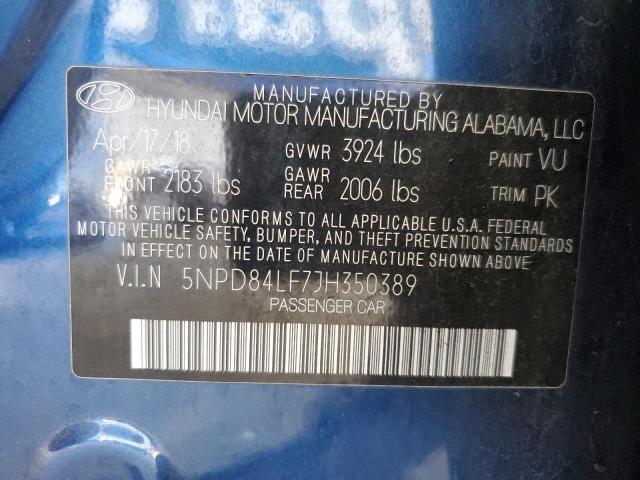 MANUFACTURED BY
HYUNDAI MOTOR MANUFACTURING ALABAMA, LLC
Apr/17/18 GVWR 3924 lbs PAINT VU
GAWR FRONT 2183 lbs GAWR REAR 2006 lbs TRIM PK
THIS VEHICLE CONFORMS TO ALL APPLICABLE U.S.A. FEDERAL
MOTOR VEHICLE SAFETY, BUMPER, AND THEFT PREVENTION STANDARDS
IN EFFECT ON THE DATE OF MANUFACTURE SHOWN ABOVE
V.I.N 5NPD84LF7JH350389
PASSENGER CAR